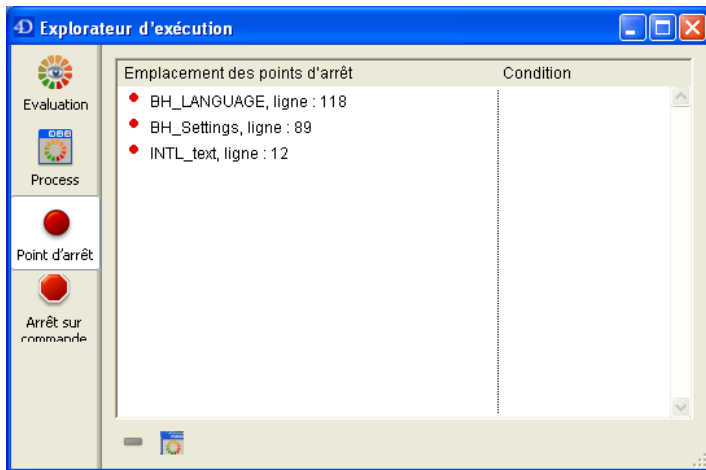 4D Explorateur d'exécution
Evaluation
Process
Point d'arrêt
Arrêt sur
commande
Emplacement des points d'arrêt Condition
BH_LANGUAGE, ligne : 118
BH_Settings, ligne : 89
INTL_text, ligne : 12